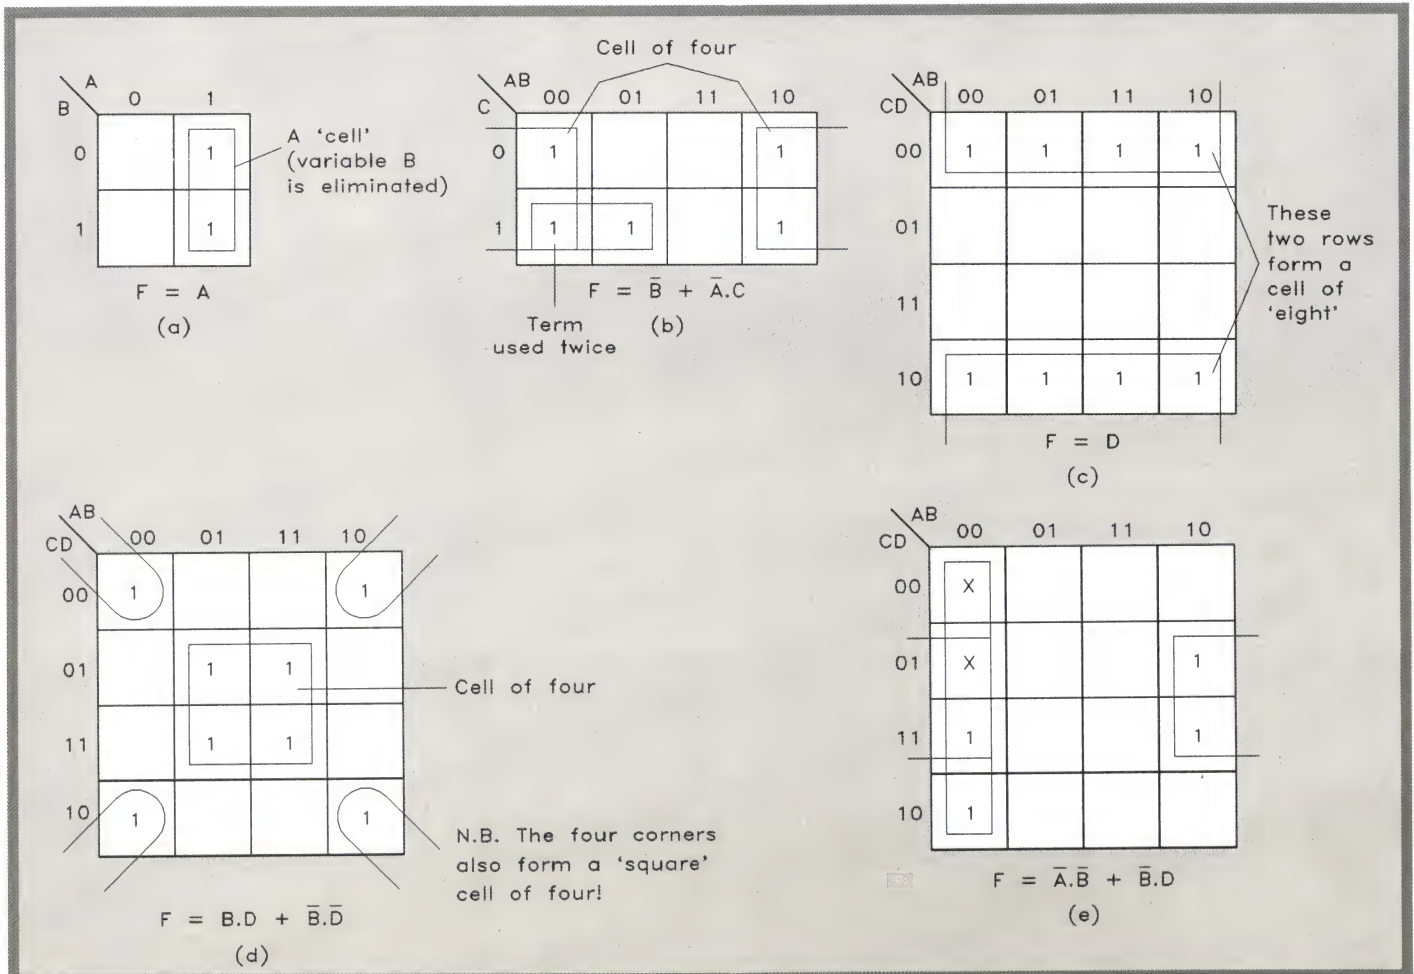 Cell of four
A
B
0 1
0 1
1 1
A 'cell'
(variable B
is eliminated)
F = A
(a)
AB
C
00 01 11 10
0 1 1
1 1 1 1
F = B̅ + A̅.C
(b)
Term
used twice
AB
CD
00 01 11 10
00 1 1 1 1
01
11
10 1 1 1 1
These
two rows
form a
cell of
'eight'
F = D
(c)
AB
CD
00 01 11 10
00 1 1
01 1 1
11 1 1
10 1 1
Cell of four
N.B. The four corners
also form a 'square'
cell of four!
F = B.D + B̅.D̅
(d)
AB
CD
00 01 11 10
00 X
01 X 1
11 1 1
10 1
F = A̅.B̅ + B̅.D
(e)